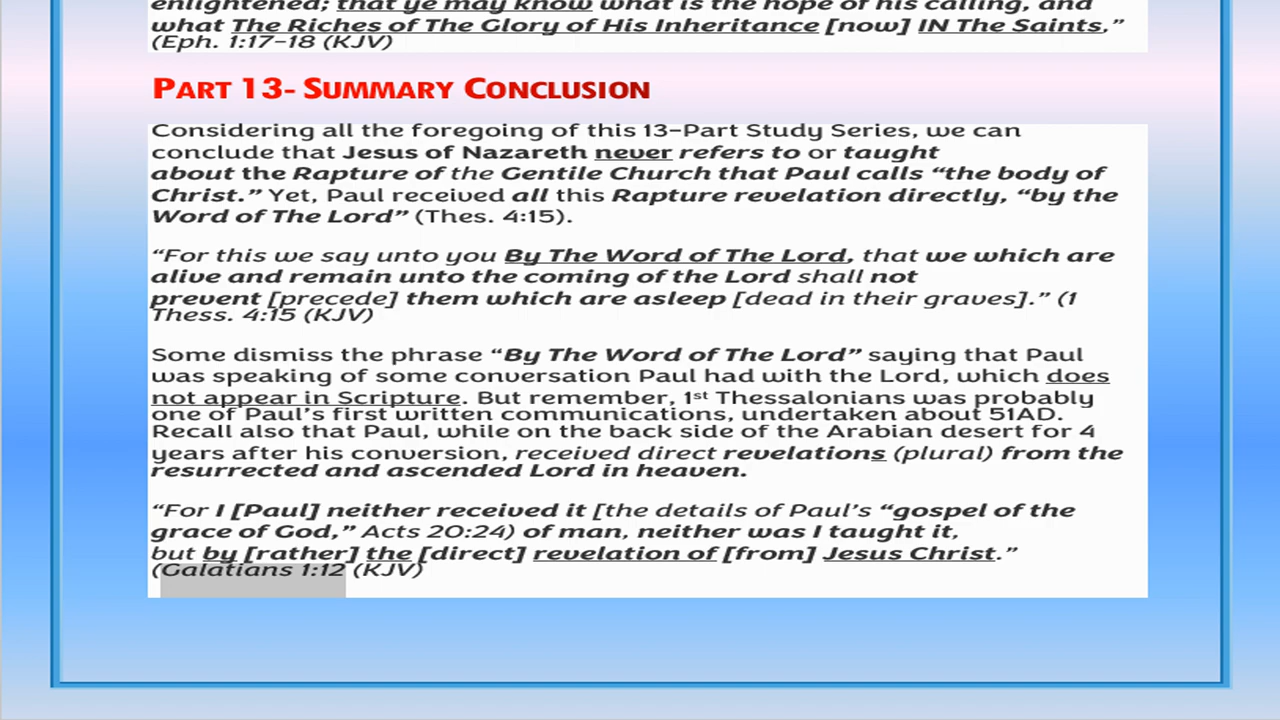 enlightened; that ye may know what is the hope of his calling, and
what The Riches of The Glory of His Inheritance [now] IN The Saints.”
(Eph. 1:17–18 (KJV)
PART 13- SUMMARY CONCLUSION
Considering all the foregoing of this 13–Part Study Series, we can
conclude that Jesus of Nazareth never refers to or taught
about the Rapture of the Gentile Church that Paul calls “the body of
Christ.” Yet, Paul received all this Rapture revelation directly, “by the
Word of The Lord” (Thes. 4:15).
“For this we say unto you By The Word of The Lord, that we which are
alive and remain unto the coming of the Lord shall not
prevent [precede] them which are asleep [dead in their graves].” (1
Thess. 4:15 (KJV)
Some dismiss the phrase “By The Word of The Lord” saying that Paul
was speaking of some conversation Paul had with the Lord, which does
not appear in Scripture. But remember, 1st Thessalonians was probably
one of Paul’s first written communications, undertaken about 51AD.
Recall also that Paul, while on the back side of the Arabian desert for 4
years after his conversion, received direct revelations (plural) from the
resurrected and ascended Lord in heaven.
“For I [Paul] neither received it [the details of Paul’s “gospel of the
grace of God,” Acts 20:24) of man, neither was I taught it,
but by [rather] the [direct] revelation of [from] Jesus Christ.”
(Galatians 1:12 (KJV)